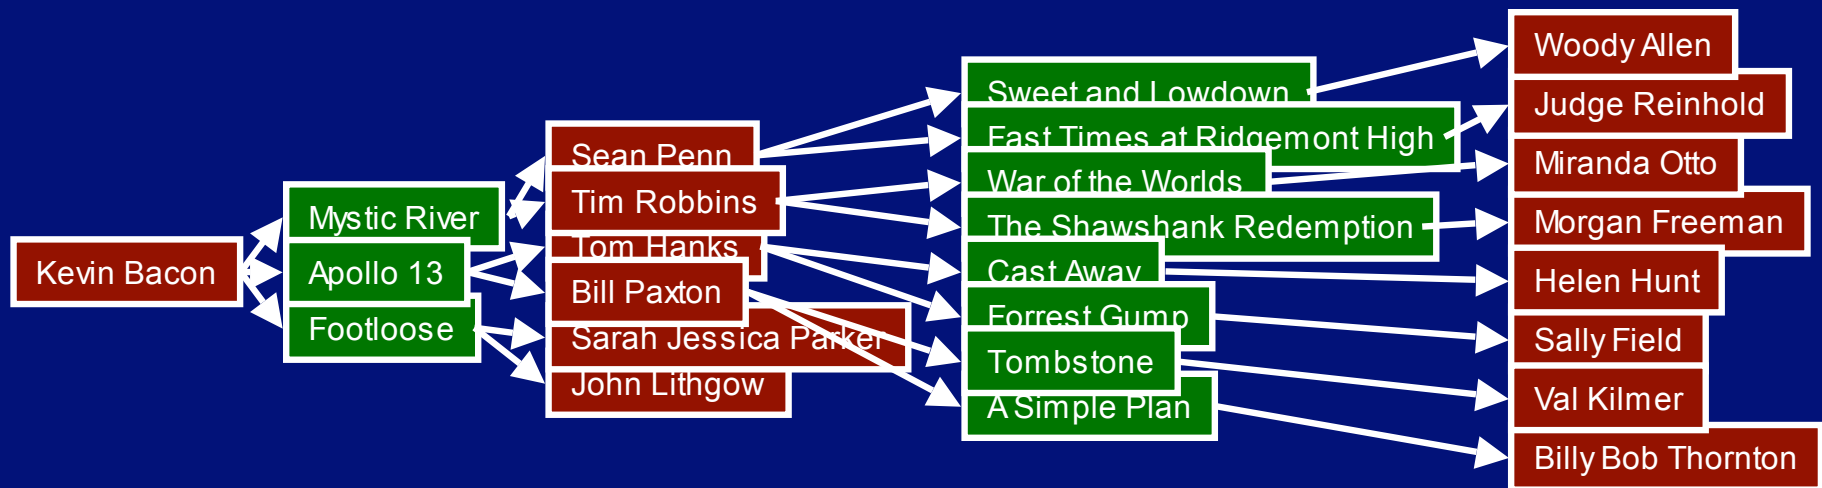 Kevin Bacon
Mystic River
Apollo 13
Footloose
Sean Penn
Tim Robbins
Tom Hanks
Bill Paxton
Sarah Jessica Parker
John Lithgow
Sweet and Lowdown
Fast Times at Ridgemont High
War of the Worlds
The Shawshank Redemption
Cast Away
Forrest Gump
Tombstone
A Simple Plan
Woody Allen
Judge Reinhold
Miranda Otto
Morgan Freeman
Helen Hunt
Sally Field
Val Kilmer
Billy Bob Thornton